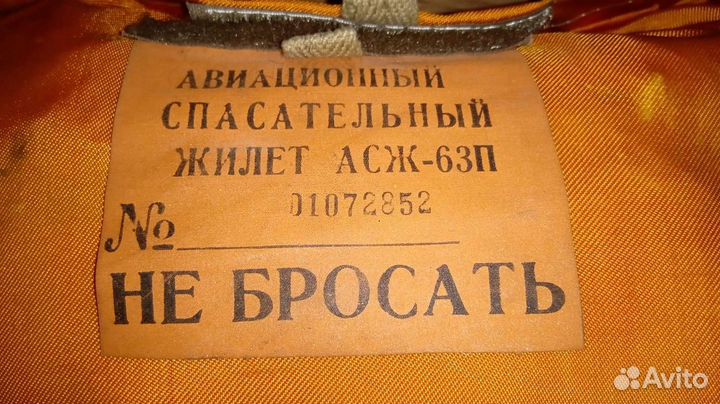 АВИАЦИОННЫЙ
СПАСАТЕЛЬНЫЙ
ЖИЛЕТ АСЖ-63П
01072852
№
НЕ БРОСАТЬ
Avito